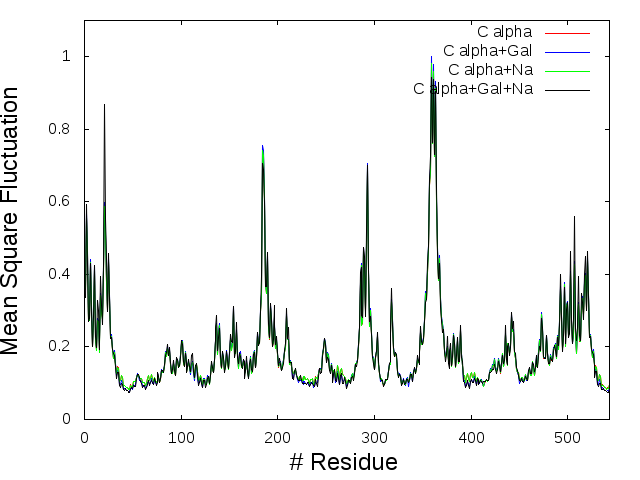 Mean Square Fluctuation
1
0.8
0.6
0.4
0.2
0
C alpha
C alpha+Gal
C alpha+Na
C alpha+Gal+Na
0 100 200 300 400 500
# Residue